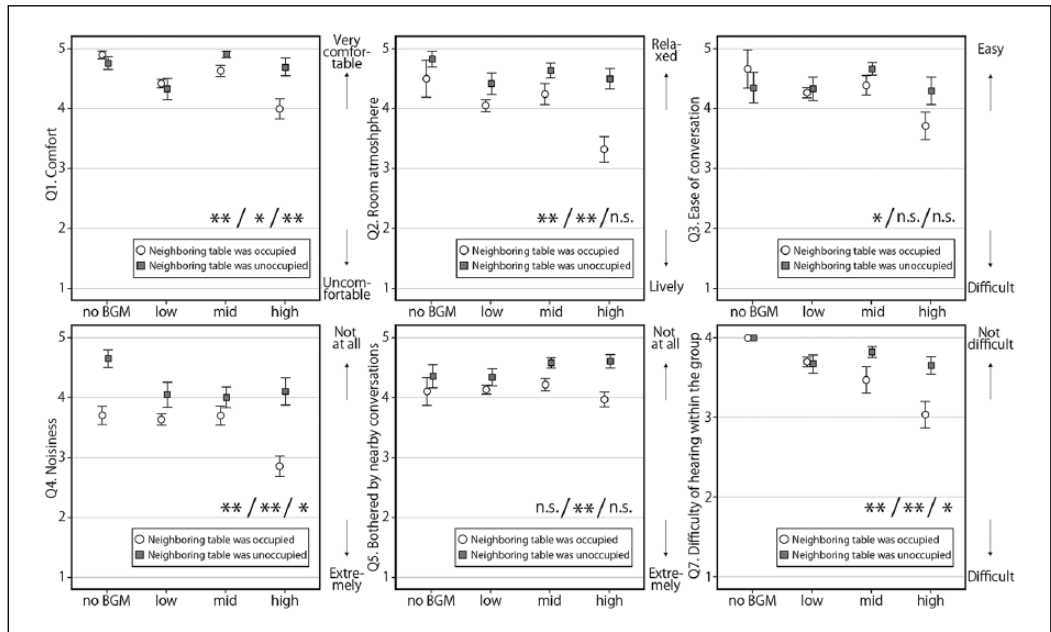 Q1. Comfort
5
4
3
2
1
Very
comfor-
table
Uncom-
fortable
** / * / **
Neighboring table was occupied
Neighboring table was unoccupied
no BGM low mid high
Q2. Room atmoshphere
5
4
3
2
1
Rela-
xed
Lively
** / ** / n.s.
Neighboring table was occupied
Neighboring table was unoccupied
no BGM low mid high
Q3. Ease of conversation
5
4
3
2
1
Easy
Difficult
* / n.s. / n.s.
Neighboring table was occupied
Neighboring table was unoccupied
no BGM low mid high
Q4. Noisiness
5
4
3
2
1
Not
at all
Extre-
mely
** / ** / *
Neighboring table was occupied
Neighboring table was unoccupied
no BGM low mid high
Q5. Bothered by nearby conversations
5
4
3
2
1
Not
at all
Extre-
mely
n.s. / ** / n.s.
Neighboring table was occupied
Neighboring table was unoccupied
no BGM low mid high
Q7. Difficulty of hearing within the group
4
3
2
1
Not
difficult
Difficult
** / ** / *
Neighboring table was occupied
Neighboring table was unoccupied
no BGM low mid high